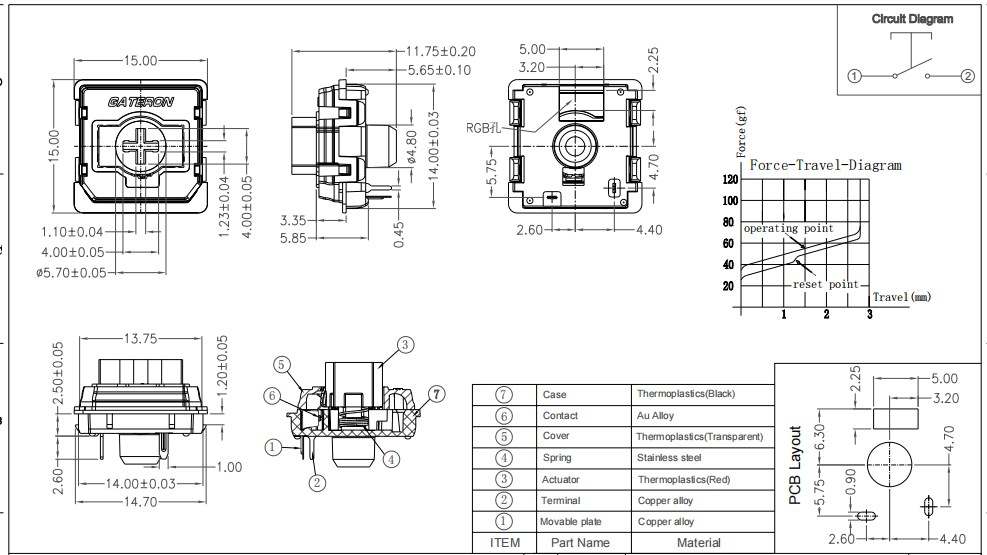 Circuit Diagram
1
2
15.00
15.00
GATERON
1.23±0.04
4.00±0.05
1.10±0.04
4.00±0.05
ø5.70±0.05
11.75±0.20
5.65±0.10
ø4.80
14.00±0.03
3.35
5.85
0.45
5.00
3.20
2.25
RGB孔
5.75
4.70
2.60
4.40
Force(gf)
Force-Travel-Diagram
120
100
80
60
40
20
operating point
reset point
Travel(mm)
1
2
3
13.75
2.50±0.05
1.20±0.05
2.60
1.00
14.00±0.03
14.70
3
5
6
7
1
2
4
7 Case Thermoplastics(Black)
6 Contact Au Alloy
5 Cover Thermoplastics(Transparent)
4 Spring Stainless steel
3 Actuator Thermoplastics(Red)
2 Terminal Copper alloy
1 Movable plate Copper alloy
ITEM Part Name Material
PCB Layout
2.25
5.00
3.20
6.30
4.70
5.75
0.90
2.60
4.40